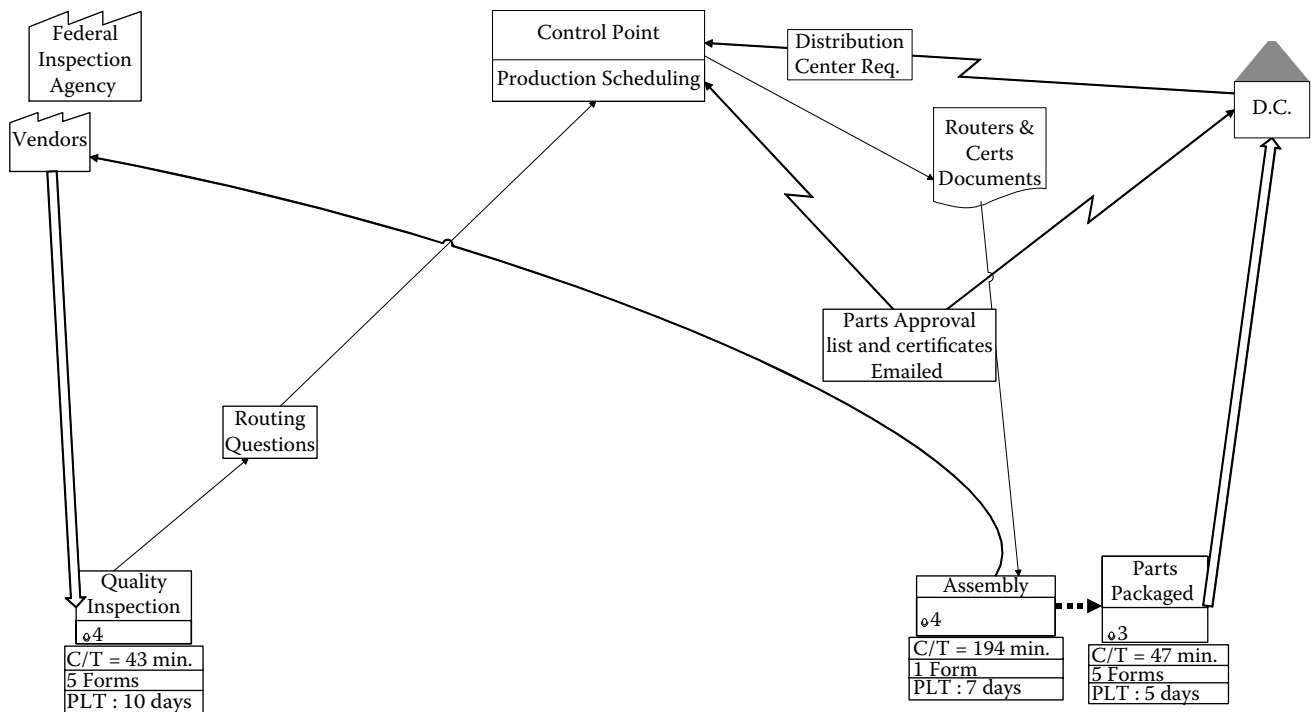 Federal
Inspection
Agency
Vendors
Control Point
Production Scheduling
Distribution
Center Req.
D.C.
Routers &
Certs
Documents
Parts Approval
list and certificates
Emailed
Routing
Questions
Quality
Inspection
4
C/T = 43 min.
5 Forms
PLT : 10 days
Assembly
4
C/T = 194 min.
1 Form
PLT : 7 days
Parts
Packaged
3
C/T = 47 min.
5 Forms
PLT : 5 days